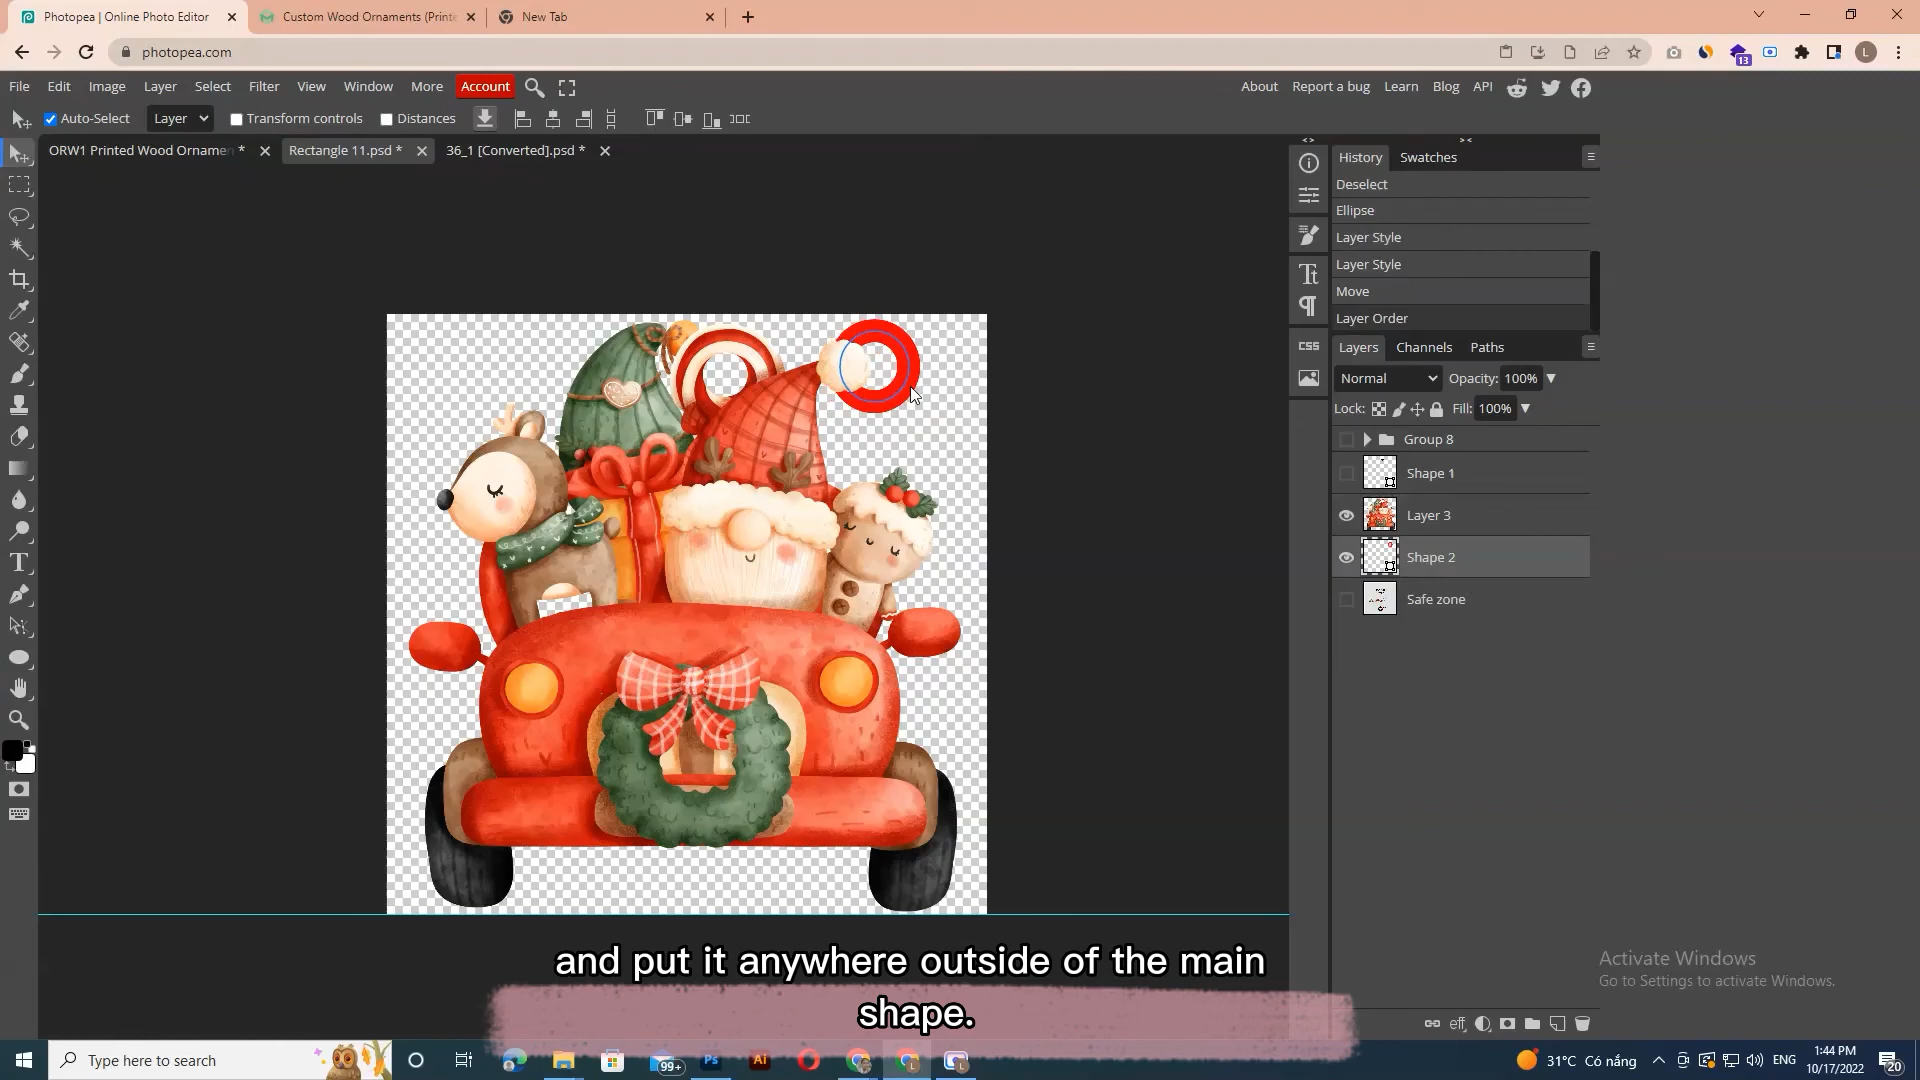 Photopea | Online Photo Editor
Custom Wood Ornaments (Printe
New Tab
photopea.com
13
L
File Edit Image Layer Select Filter View Window More Account
About Report a bug Learn Blog API
Auto-Select Layer Transform controls Distances
ORW1 Printed Wood Ornamen *
Rectangle 11.psd *
36_1 [Converted].psd *
History Swatches
Deselect
Ellipse
Layer Style
Layer Style
Move
Layer Order
CSS
Layers Channels Paths
Normal Opacity: 100%
Lock: Fill: 100%
Group 8
Shape 1
Layer 3
Shape 2
Safe zone
eff
and put it anywhere outside of the main
shape.
Activate Windows
Go to Settings to activate Windows.
Type here to search
99+
Ps
Ai
31°C Có nắng
ENG
1:44 PM
10/17/2022
20